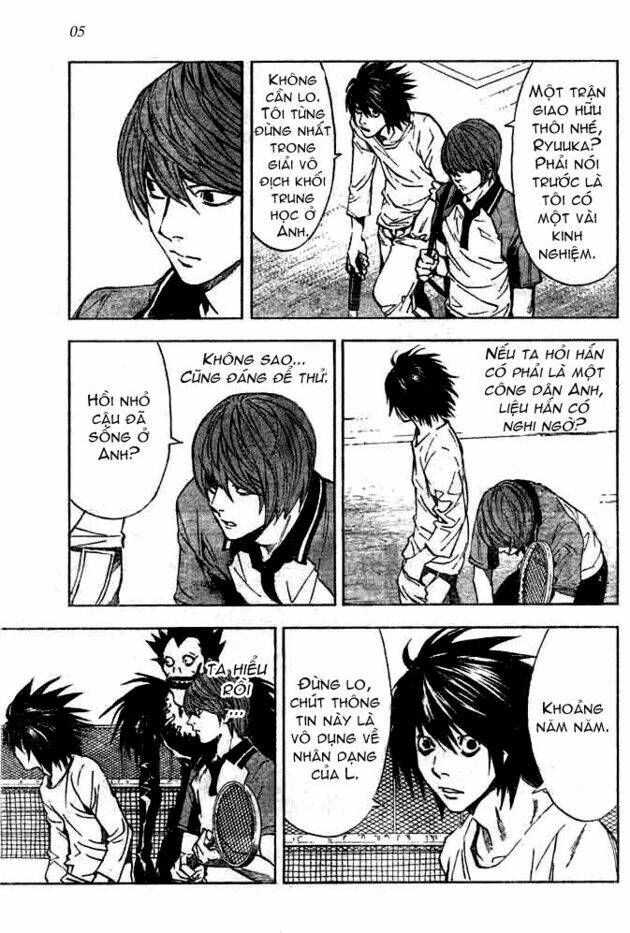 05
MỘT TRẬN
GIAO HỮU
THÔI NHÉ,
RYUUKA?
PHẢI NÓI
TRƯỚC LÀ
TÔI CÓ
MỘT VÀI
KINH
NGHIỆM.
KHÔNG
CẦN LO.
TÔI TỪNG
ĐỨNG NHẤT
TRONG
GIẢI VÔ
ĐỊCH KHỐI
TRUNG
HỌC Ở
ANH.
NẾU TA HỎI HẮN
CÓ PHẢI LÀ MỘT
CÔNG DÂN ANH,
LIỆU HẮN CÓ
NGHI NGỜ?
KHÔNG SAO...
CŨNG ĐÁNG ĐỂ THỬ.
HỒI NHỎ
CẬU ĐÃ
SỐNG Ở
ANH?
KHOẢNG
NĂM NĂM.
ĐỪNG LO,
CHÚT THÔNG
TIN NÀY LÀ
VÔ DỤNG VỀ
NHÂN DẠNG
CỦA L.
TA HIỂU
RỒI
...